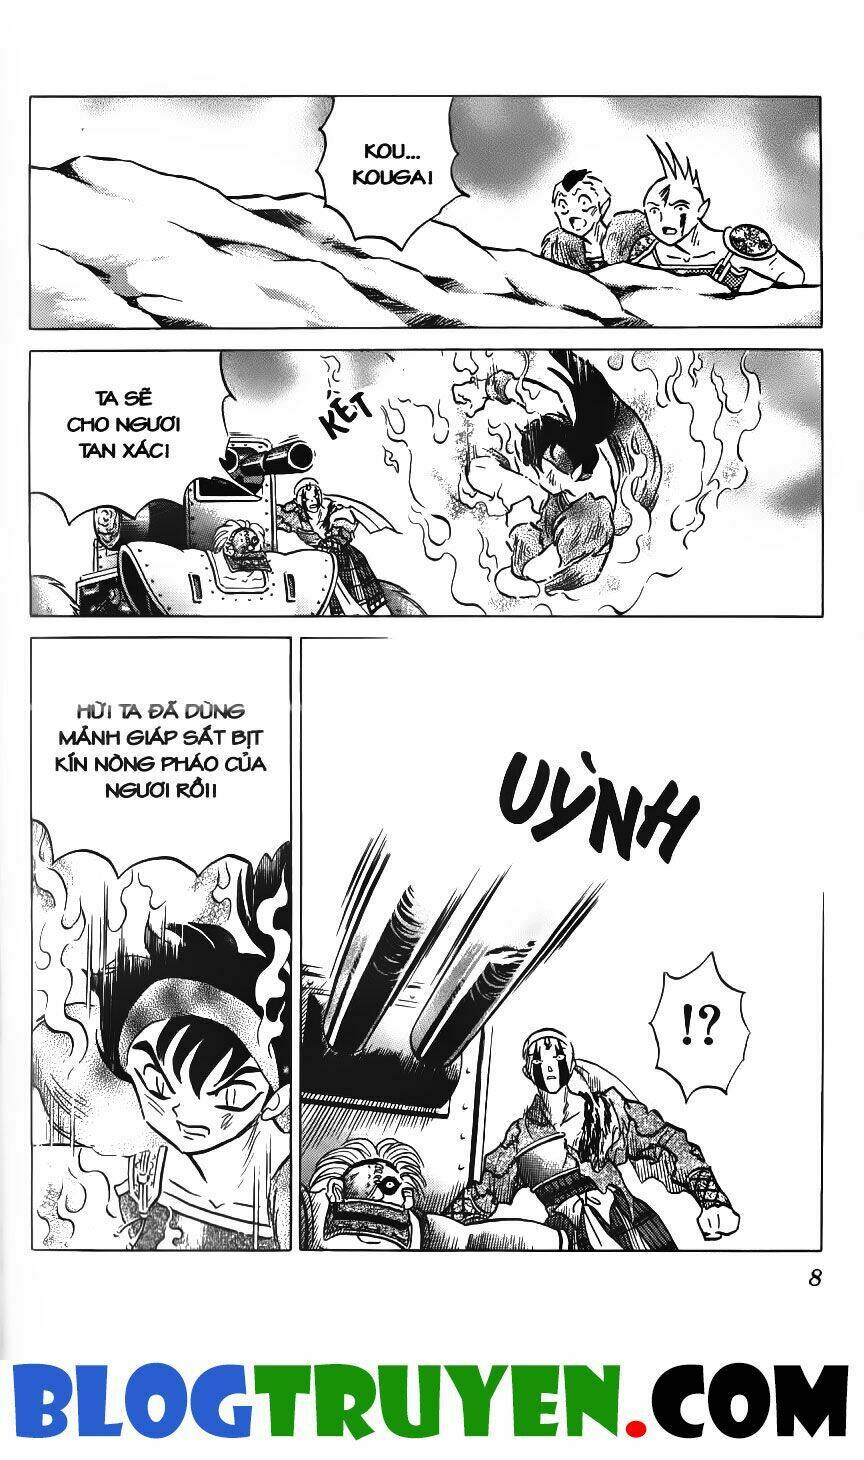 KOU...
KOUGA!
TA SẼ
CHO NGƯƠI
TAN XÁC!
KÉT
HỪ! TA ĐÃ DÙNG
MẢNH GIÁP SẮT BỊT
KÍN NÒNG PHÁO CỦA
NGƯƠI RỒI!
UỲNH
!?
8
BLOGTRUYEN.COM